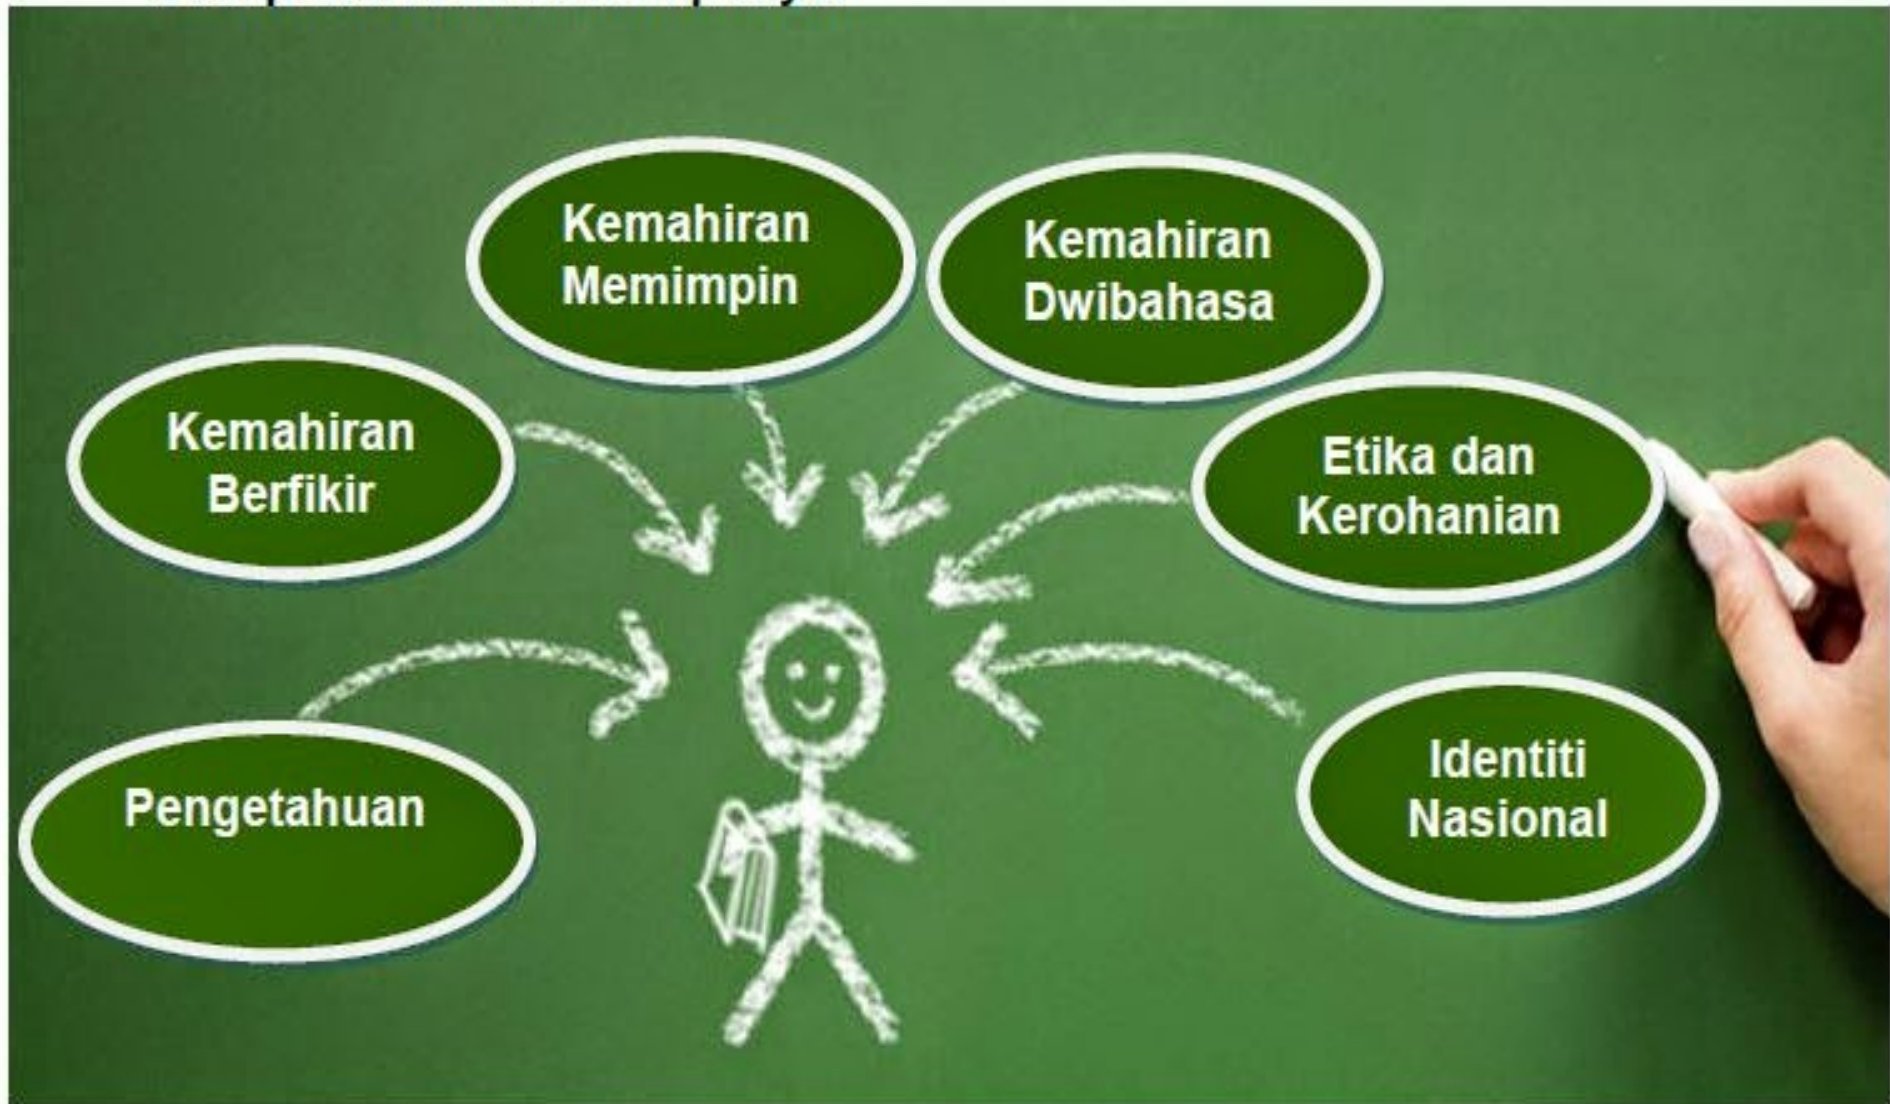 Kemahiran
Memimpin
Kemahiran
Dwibahasa
Kemahiran
Berfikir
Etika dan
Kerohanian
Pengetahuan
Identiti
Nasional